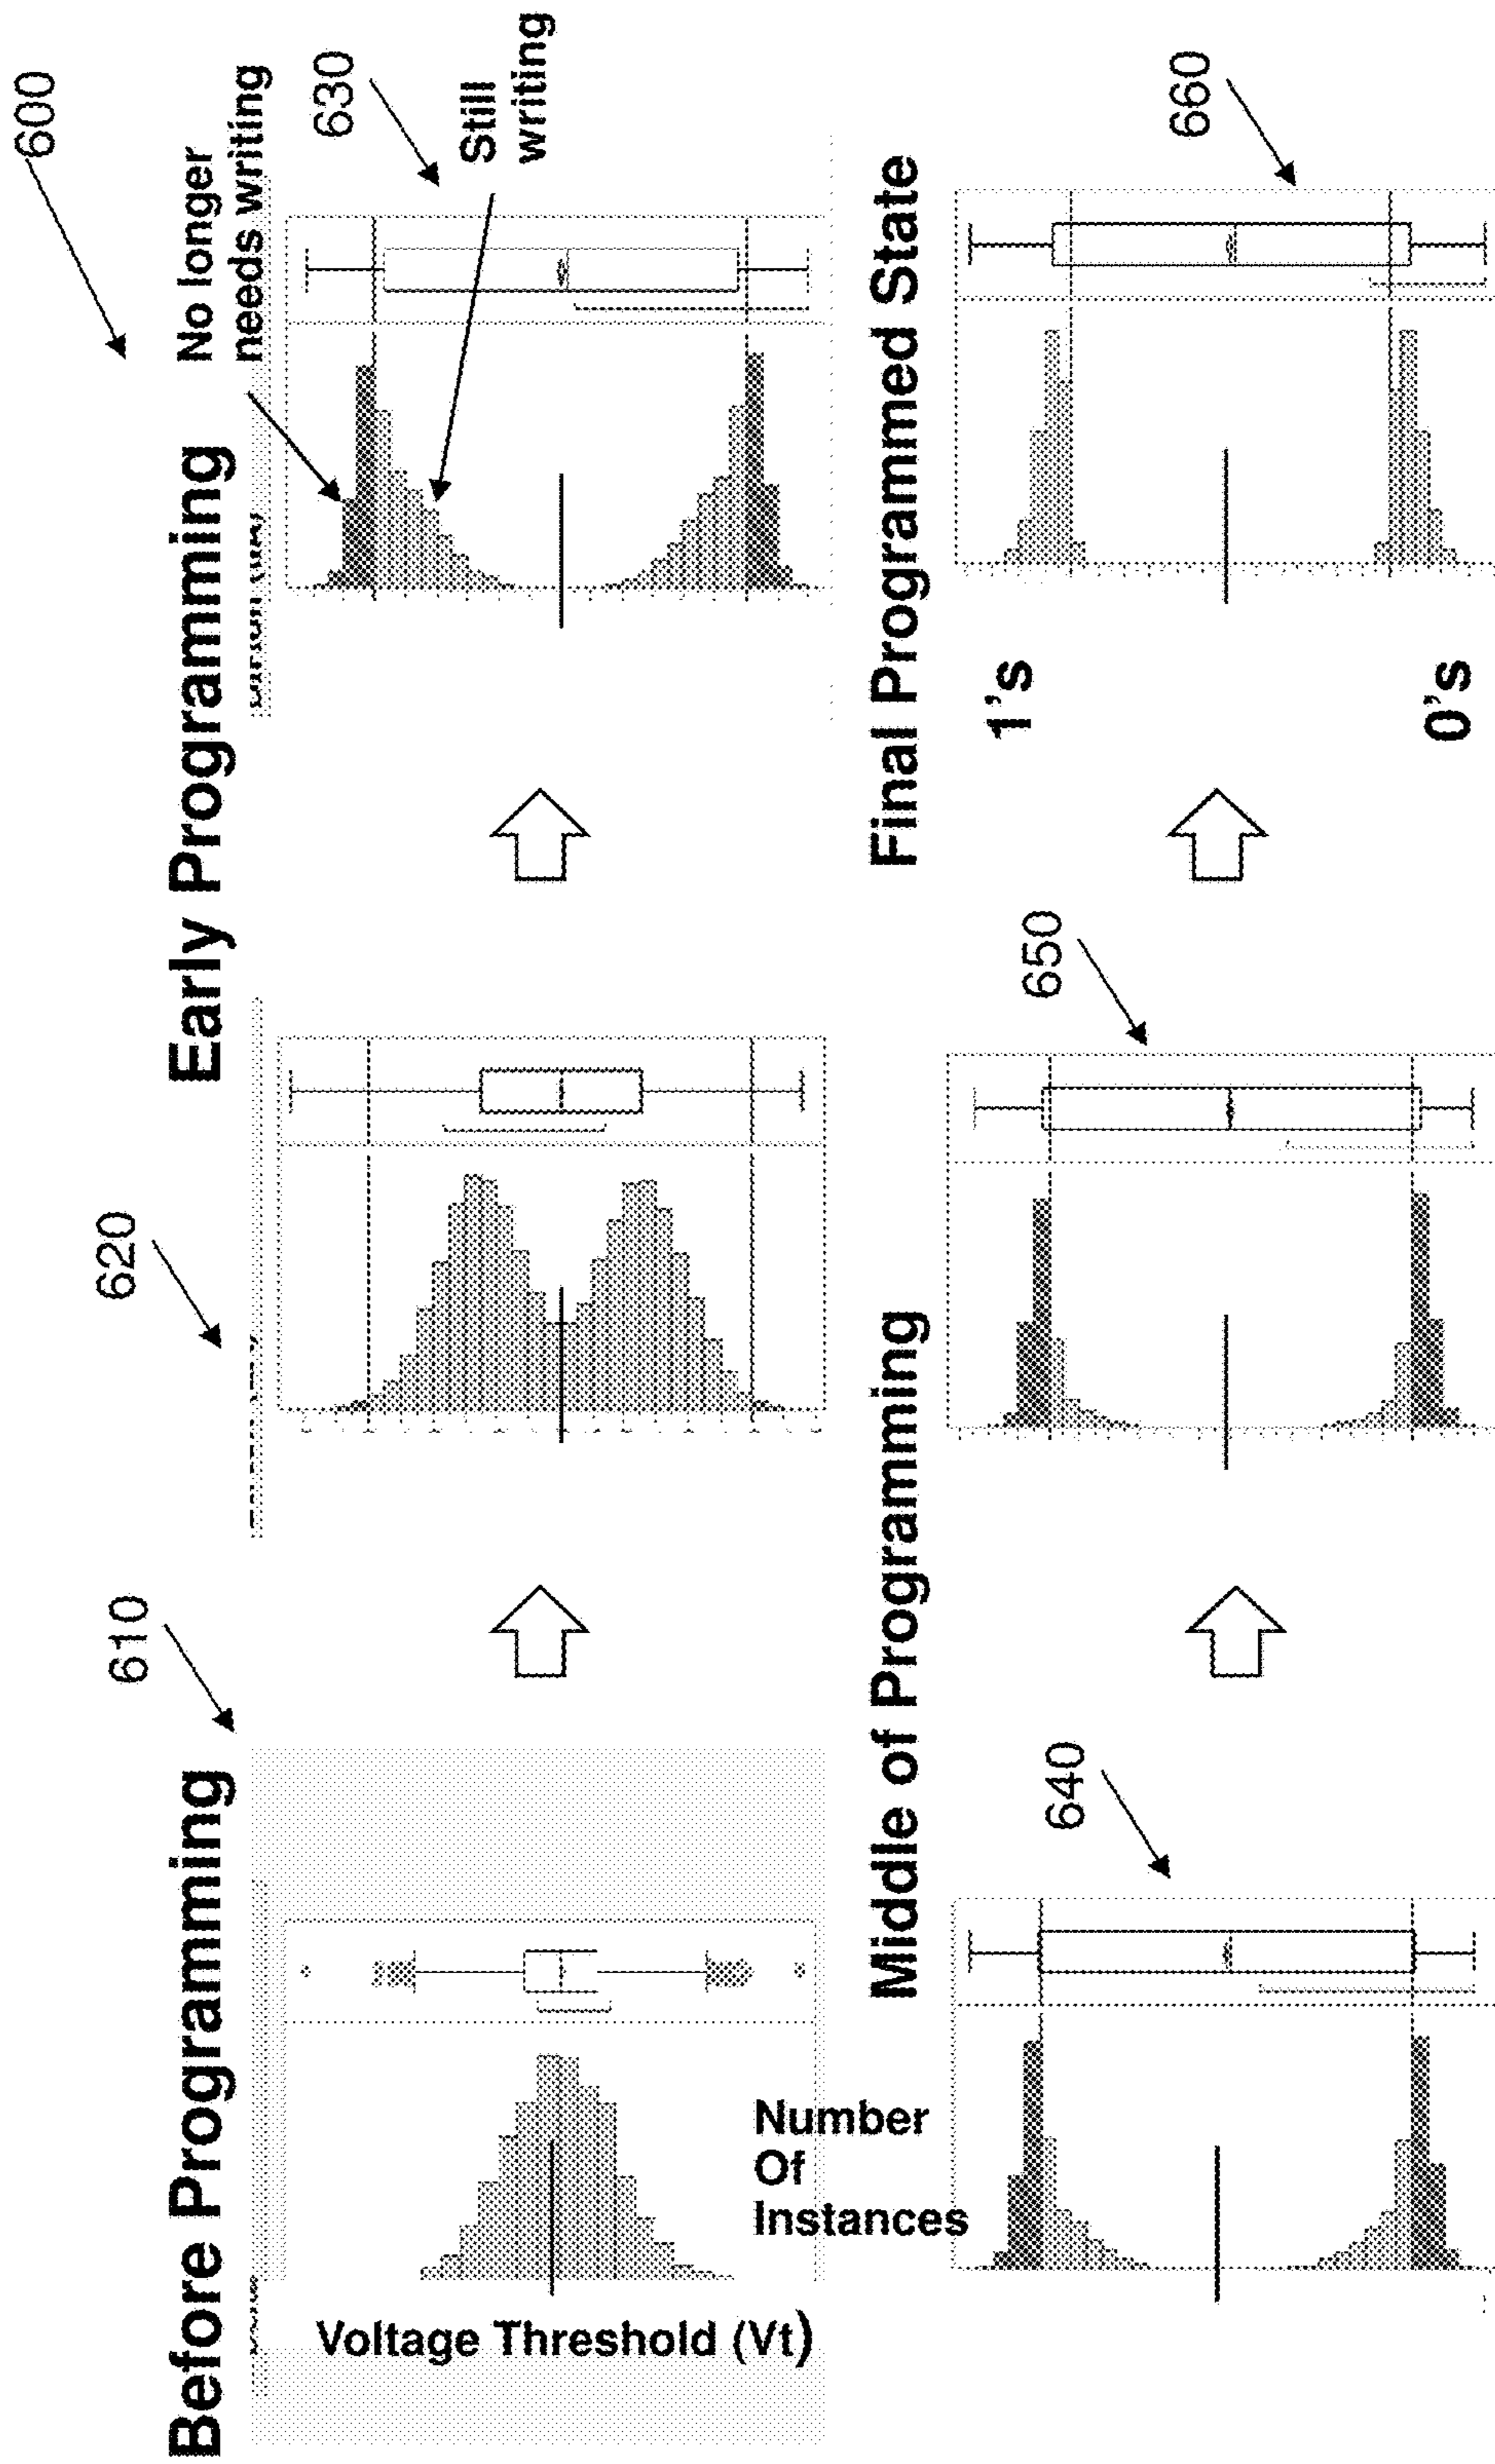 600
Before Programming
610
620
Early Programming
No longer
needs writing
630
Still
writing
Voltage Threshold (Vt)
Number
Of
Instances
Middle of Programming
640
650
Final Programmed State
660
1's
0's